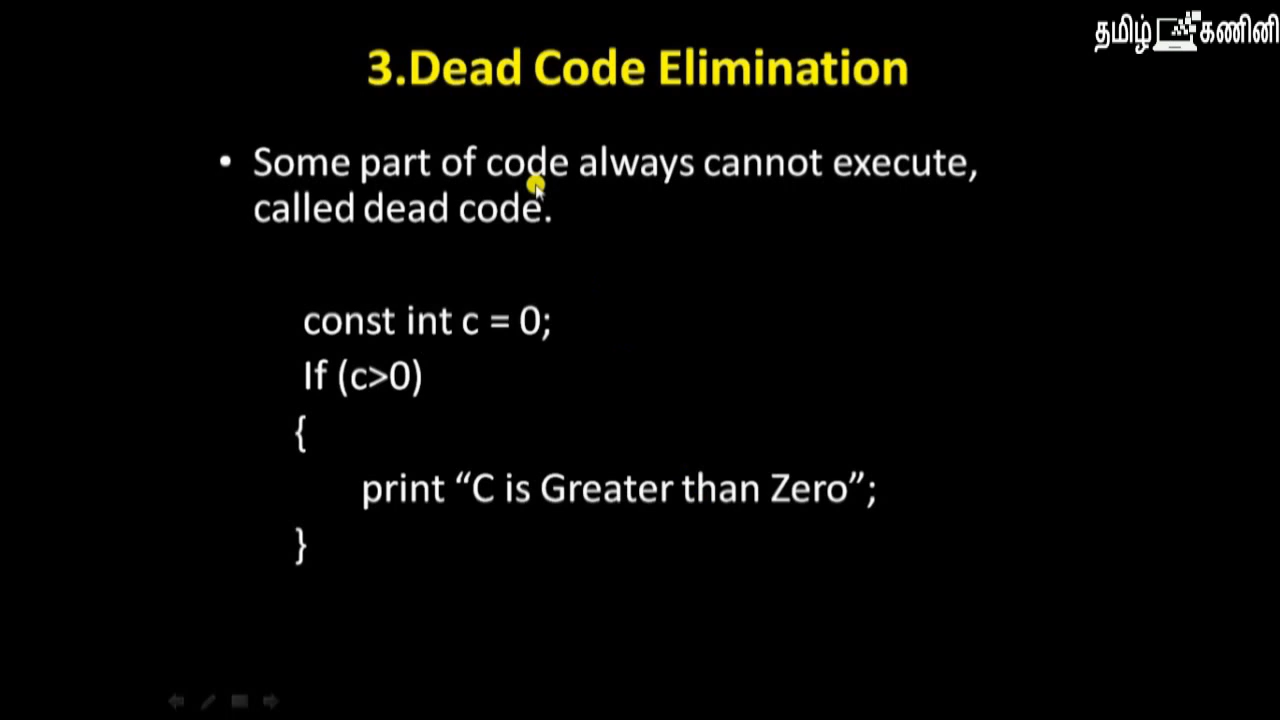 தமிழ் கணினி
3.Dead Code Elimination
• Some part of code always cannot execute,
called dead code.
const int c = 0;
If (c>0)
{
print “C is Greater than Zero”;
}